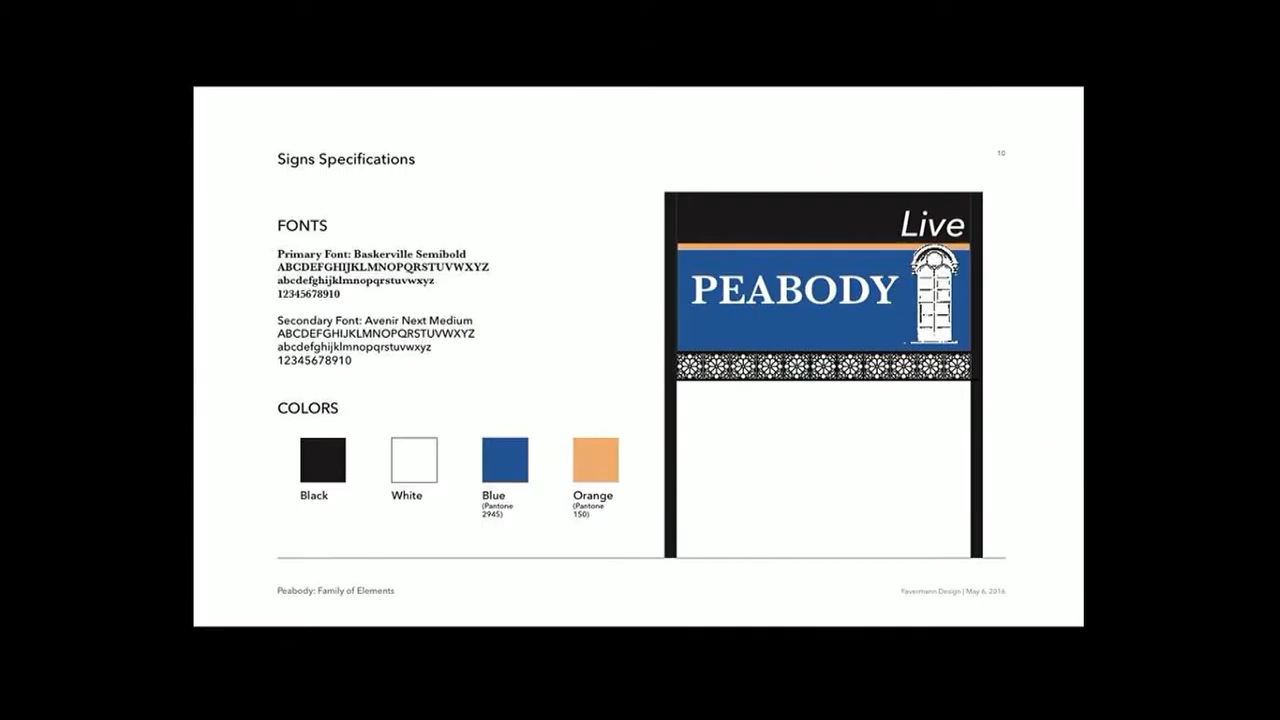 Signs Specifications
10
FONTS
Primary Font: Baskerville Semibold
ABCDEFGHIJKLMNOPQRSTUVWXYZ
abcdefghijklmnopqrstuvwxyz
12345678910
Secondary Font: Avenir Next Medium
ABCDEFGHIJKLMNOPQRSTUVWXYZ
abcdefghijklmnopqrstuvwxyz
12345678910
COLORS
Black
White
Blue
(Pantone
2945)
Orange
(Pantone
150)
Live
PEABODY
Peabody: Family of Elements
Favermann Design | May 6, 2016